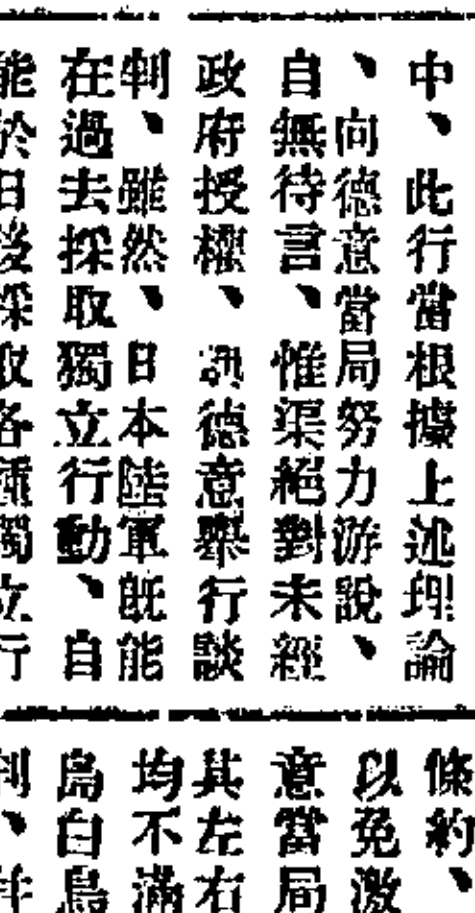 中、此行當根據上述理論
、向德意當局努力游說、
自無待言、惟渠絕對未經
政府授權、訊德意舉行談
判、雖然、日本陸軍既能
在過去採取獨立行動、自
能於日後採取各種獨立行
條約、
以免激
意當局
其左右
均不滿
島白鳥
判、